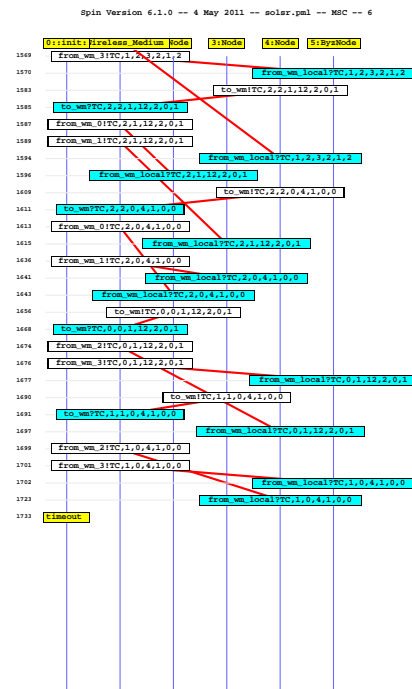 Spin Version 6.1.0 -- 4 May 2011 -- solsr.pml -- MSC -- 6
0::init: Wireless_Medium Node 3:Node 4:Node 5:ByzNode
1569 from_wm_3!TC,1,2,3,2,1,2
1570 from_wm_local?TC,1,2,3,2,1,2
1583 to_wm!TC,2,2,1,12,2,0,1
1585 to_wm?TC,2,2,1,12,2,0,1
1587 from_wm_0!TC,2,1,12,2,0,1
1589 from_wm_1!TC,2,1,12,2,0,1
1594 from_wm_local?TC,1,2,3,2,1,2
1596 from_wm_local?TC,2,1,12,2,0,1
1609 to_wm!TC,2,2,0,4,1,0,0
1611 to_wm?TC,2,2,0,4,1,0,0
1613 from_wm_0!TC,2,0,4,1,0,0
1615 from_wm_local?TC,2,1,12,2,0,1
1636 from_wm_1!TC,2,0,4,1,0,0
1641 from_wm_local?TC,2,0,4,1,0,0
1643 from_wm_local?TC,2,0,4,1,0,0
1656 to_wm!TC,0,0,1,12,2,0,1
1668 to_wm?TC,0,0,1,12,2,0,1
1674 from_wm_2!TC,0,1,12,2,0,1
1676 from_wm_3!TC,0,1,12,2,0,1
1677 from_wm_local?TC,0,1,12,2,0,1
1690 to_wm!TC,1,1,0,4,1,0,0
1691 to_wm?TC,1,1,0,4,1,0,0
1697 from_wm_local?TC,0,1,12,2,0,1
1699 from_wm_2!TC,1,0,4,1,0,0
1701 from_wm_3!TC,1,0,4,1,0,0
1702 from_wm_local?TC,1,0,4,1,0,0
1723 from_wm_local?TC,1,0,4,1,0,0
1733 timeout